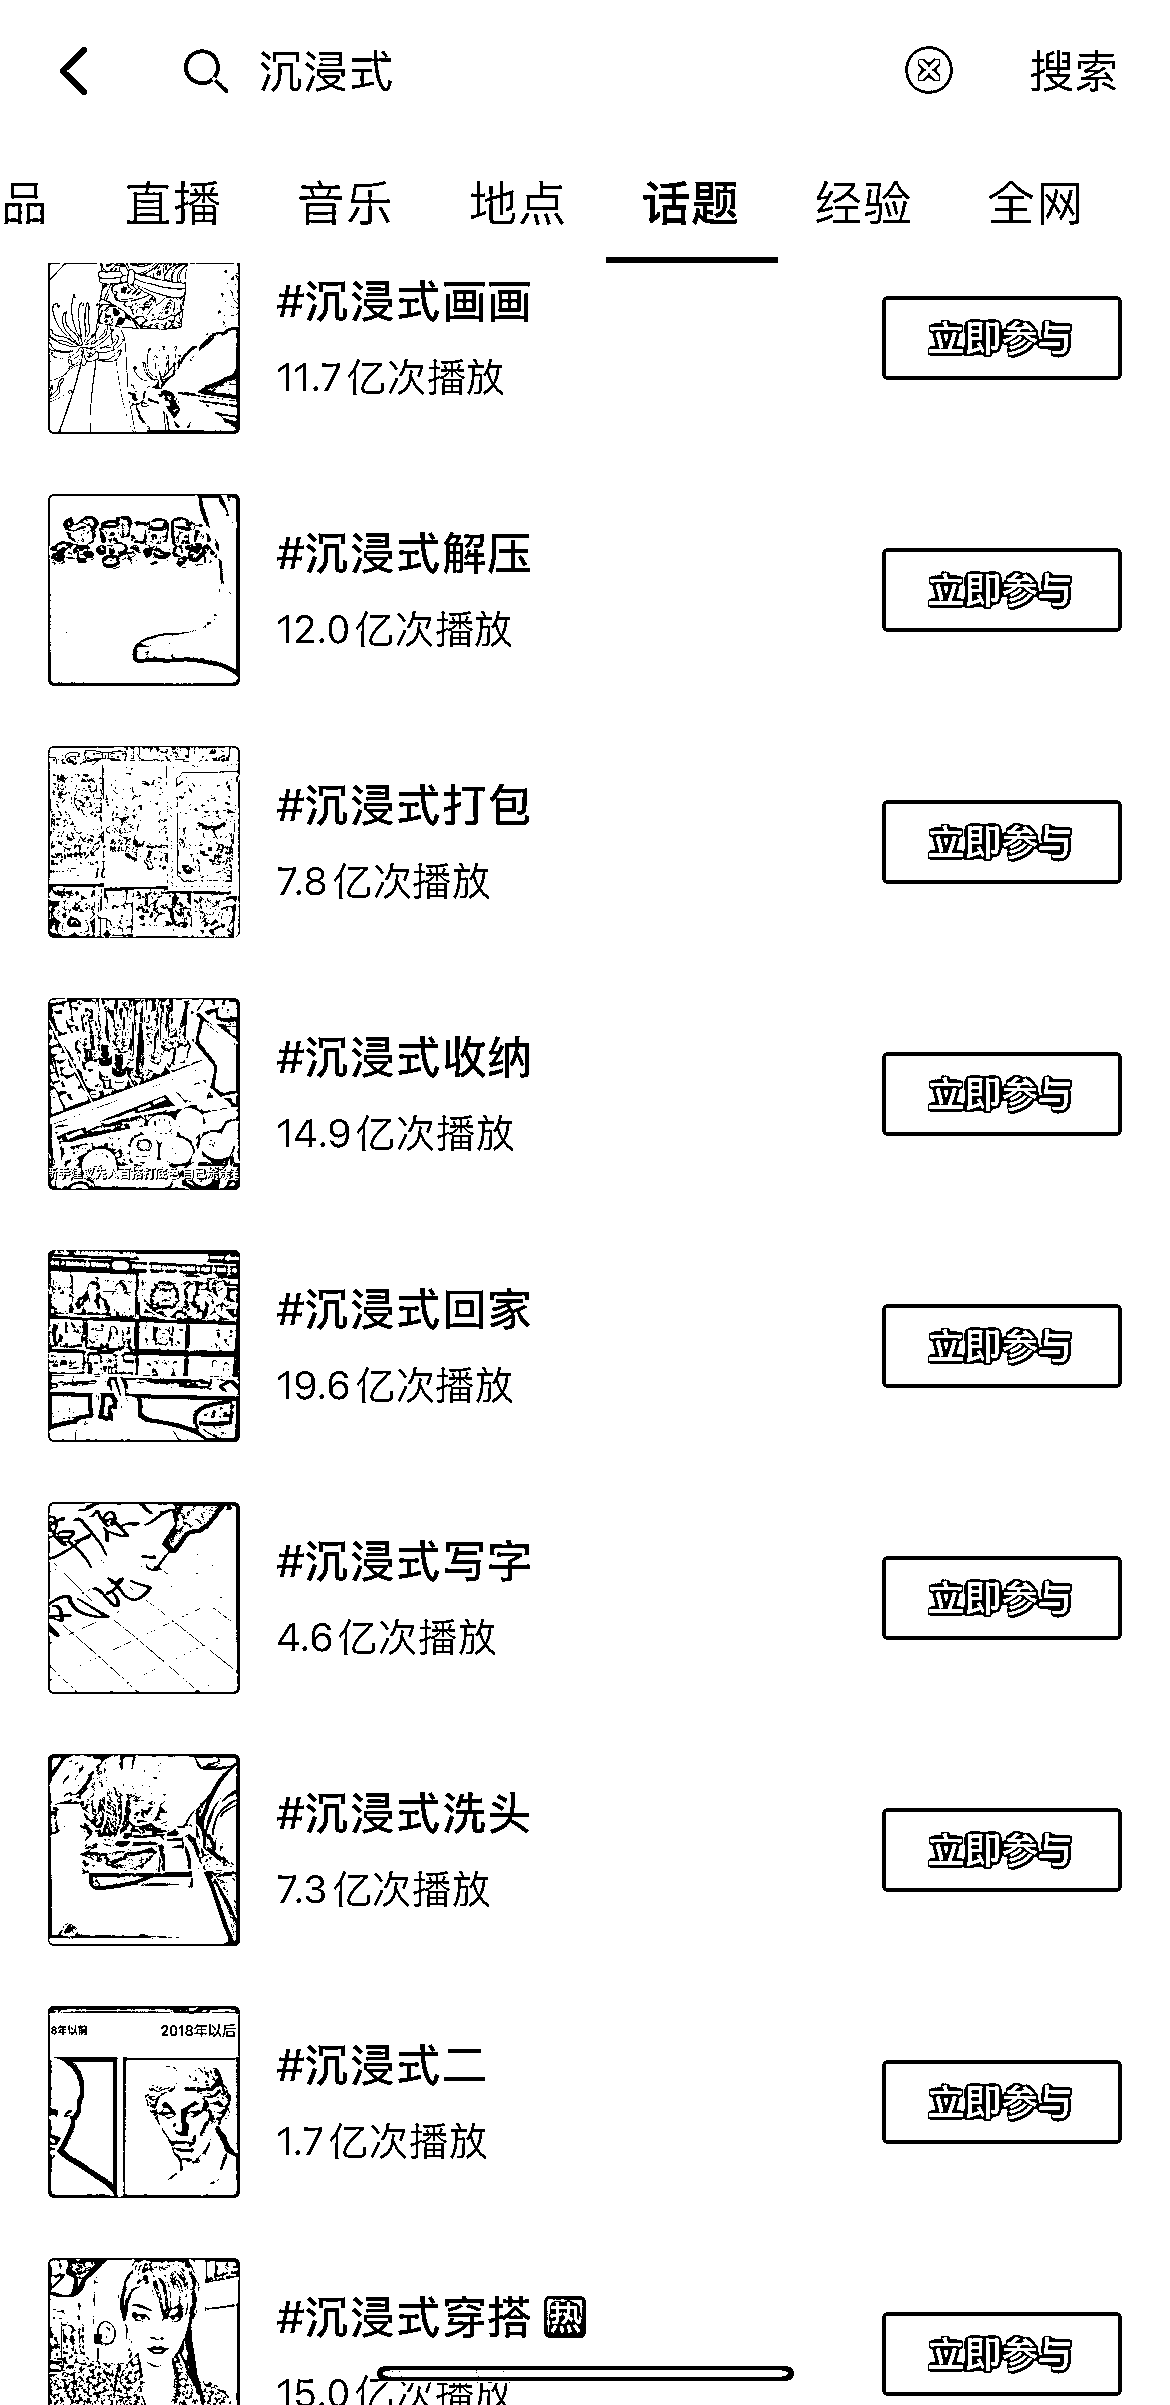 沉浸式
搜索
品 直播 音乐 地点 话题 经验 全网
#沉浸式画画
11.7亿次播放
立即参与
#沉浸式解压
12.0亿次播放
立即参与
#沉浸式打包
7.8亿次播放
立即参与
#沉浸式收纳
14.9亿次播放
立即参与
#沉浸式回家
19.6亿次播放
立即参与
#沉浸式写字
4.6亿次播放
立即参与
#沉浸式洗头
7.3亿次播放
立即参与
8年以前 2018年以后
#沉浸式二
1.7亿次播放
立即参与
#沉浸式穿搭 热
15.0亿次播放
立即参与